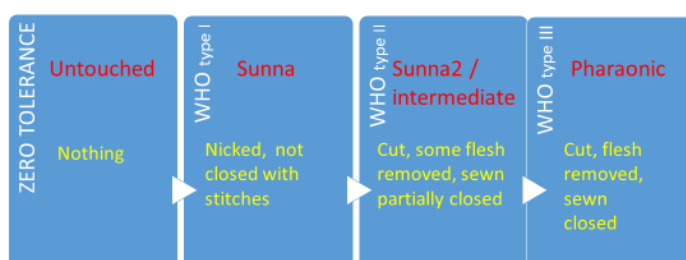 ZERO TOLERANCE
Untouched
Nothing
WHO type I
Sunna
Nicked, not
closed with
stitches
WHO type II
Sunna2 /
intermediate
Cut, some flesh
removed, sewn
partially closed
WHO type III
Pharaonic
Cut, flesh
removed,
sewn
closed